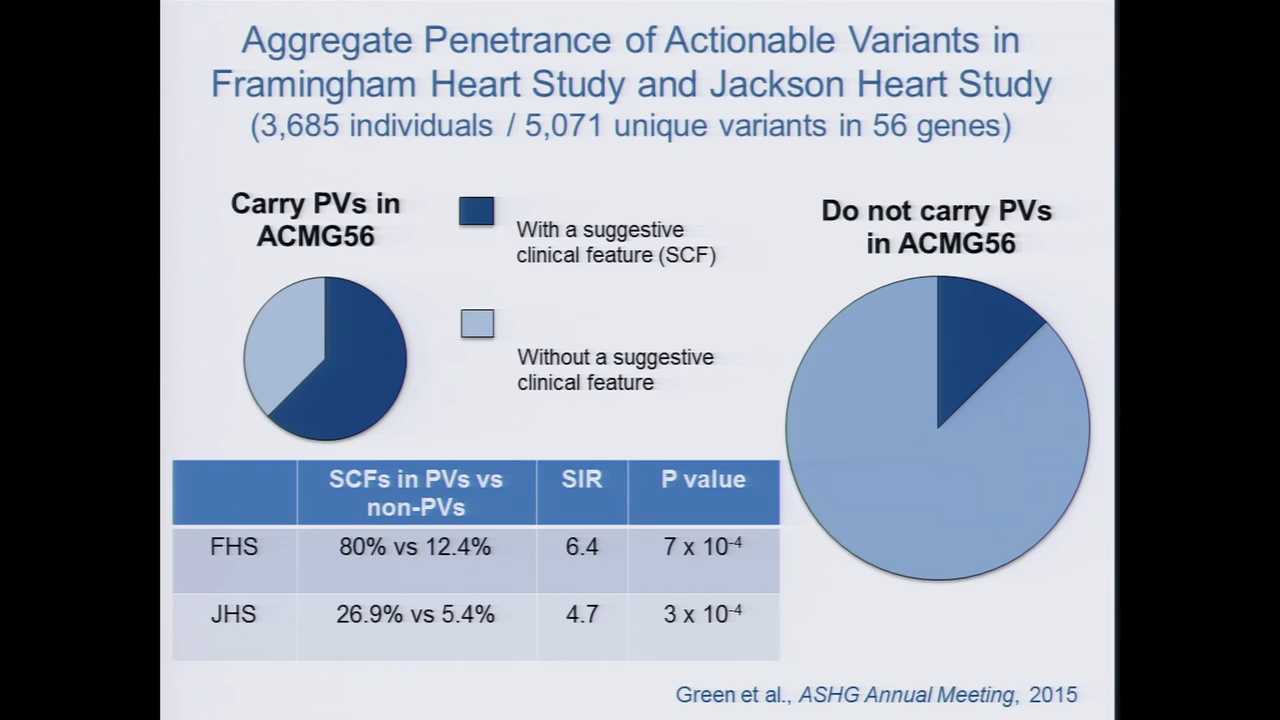 Aggregate Penetrance of Actionable Variants in
Framingham Heart Study and Jackson Heart Study
(3,685 individuals / 5,071 unique variants in 56 genes)
Carry PVs in
ACMG56
With a suggestive
clinical feature (SCF)
Without a suggestive
clinical feature
Do not carry PVs
in ACMG56
SCFs in PVs vs
non-PVs
SIR
P value
FHS
80% vs 12.4%
6.4
7 x 10⁻⁴
JHS
26.9% vs 5.4%
4.7
3 x 10⁻⁴
Green et al., ASHG Annual Meeting, 2015